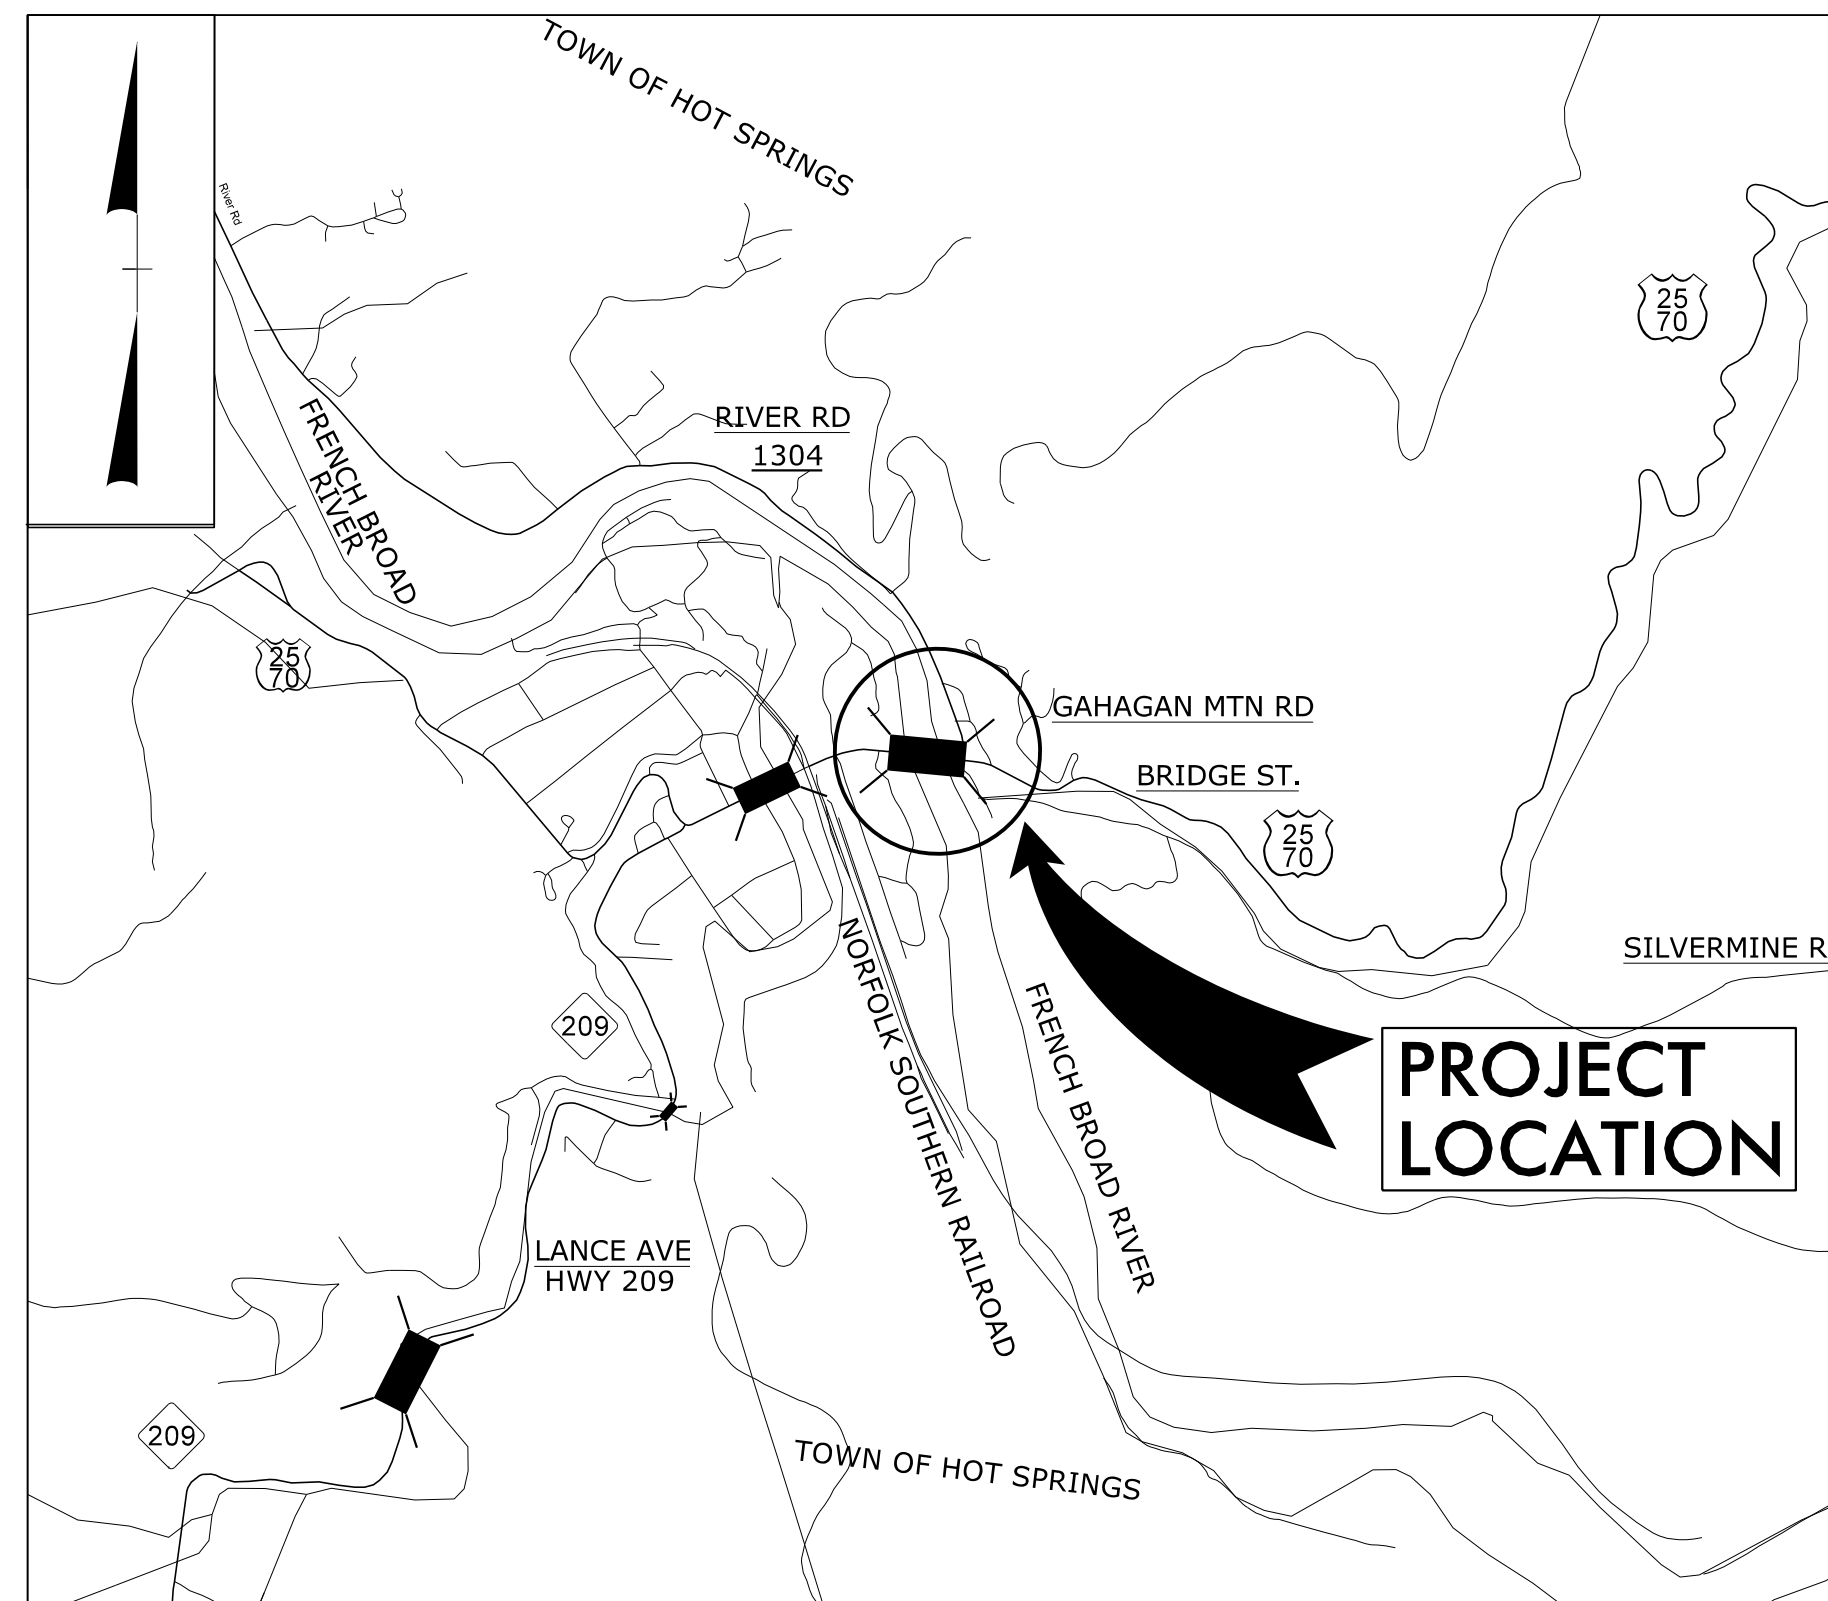 TOWN OF HOT SPRINGS
River Rd
25
70
RIVER RD
1304
FRENCH BROAD
RIVER
25
70
GAHAGAN MTN RD
BRIDGE ST.
25
70
SILVERMINE R
NORFOLK SOUTHERN RAILROAD
FRENCH BROAD RIVER
209
PROJECT
LOCATION
LANCE AVE
HWY 209
209
TOWN OF HOT SPRINGS